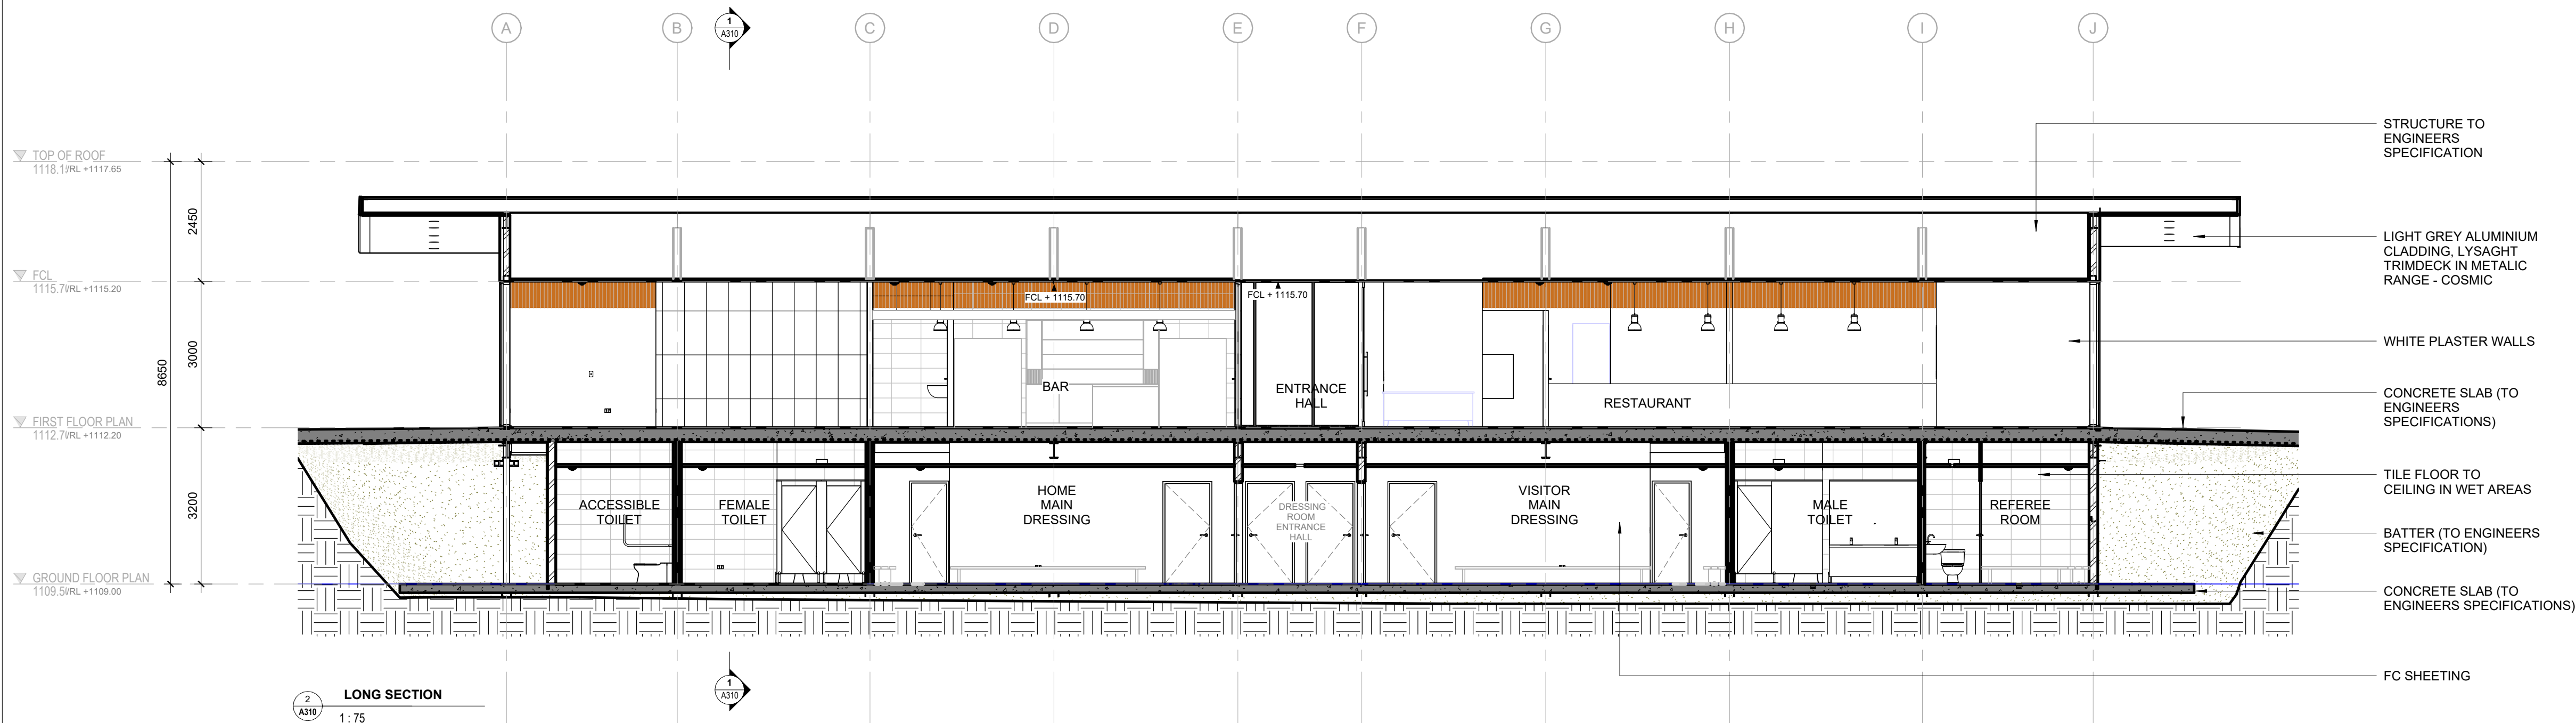 A
B
1
A310
C
D
E
F
G
H
I
J
TOP OF ROOF
1118.1
/RL +1117.65
FCL
1115.7
/RL +1115.20
FIRST FLOOR PLAN
1112.7
/RL +1112.20
GROUND FLOOR PLAN
1109.5
/RL +1109.00
8650
2450
3000
3200
FCL + 1115.70
FCL + 1115.70
BAR
ENTRANCE
HALL
RESTAURANT
ACCESSIBLE
TOILET
FEMALE
TOILET
HOME
MAIN
DRESSING
DRESSING
ROOM
ENTRANCE
HALL
VISITOR
MAIN
DRESSING
MALE
TOILET
REFEREE
ROOM
STRUCTURE TO
ENGINEERS
SPECIFICATION
LIGHT GREY ALUMINIUM
CLADDING, LYSAGHT
TRIMDECK IN METALIC
RANGE - COSMIC
WHITE PLASTER WALLS
CONCRETE SLAB (TO
ENGINEERS
SPECIFICATIONS)
TILE FLOOR TO
CEILING IN WET AREAS
BATTER (TO ENGINEERS
SPECIFICATION)
CONCRETE SLAB (TO
ENGINEERS SPECIFICATIONS)
FC SHEETING
1
A310
2
A310
LONG SECTION
1 : 75